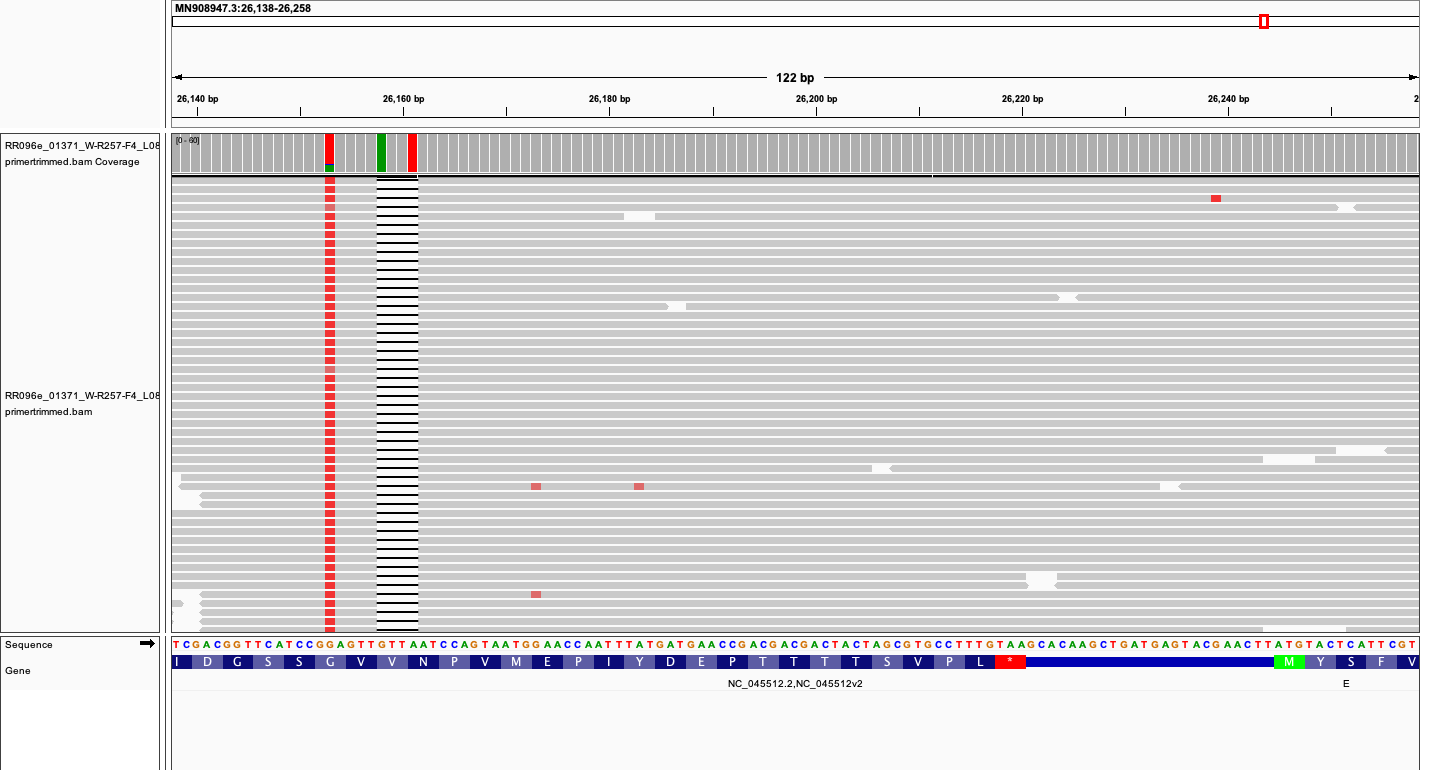 MN908947.3:26,138-26,258
122 bp
26,140 bp 26,160 bp 26,180 bp 26,200 bp 26,220 bp 26,240 bp 2
RR096e_01371_W-R257-F4_L08
primertrimmed.bam Coverage
[0 - 60]
RR096e_01371_W-R257-F4_L08
primertrimmed.bam
Sequence
TCGACGGTTCATCCGGAGTTGTTAATCCAGTAATGGAACCAATTTATGATGAACCGACGACGACTACTAGCGTGCCTTTGTAAGCACAAGCTGATGAGTACGAACTTATGTACTCATTCGT
Gene
I D G S S G V V N P V M E P I Y D E P T T T T S V P L * M Y S F V
NC_045512.2,NC_045512v2 E